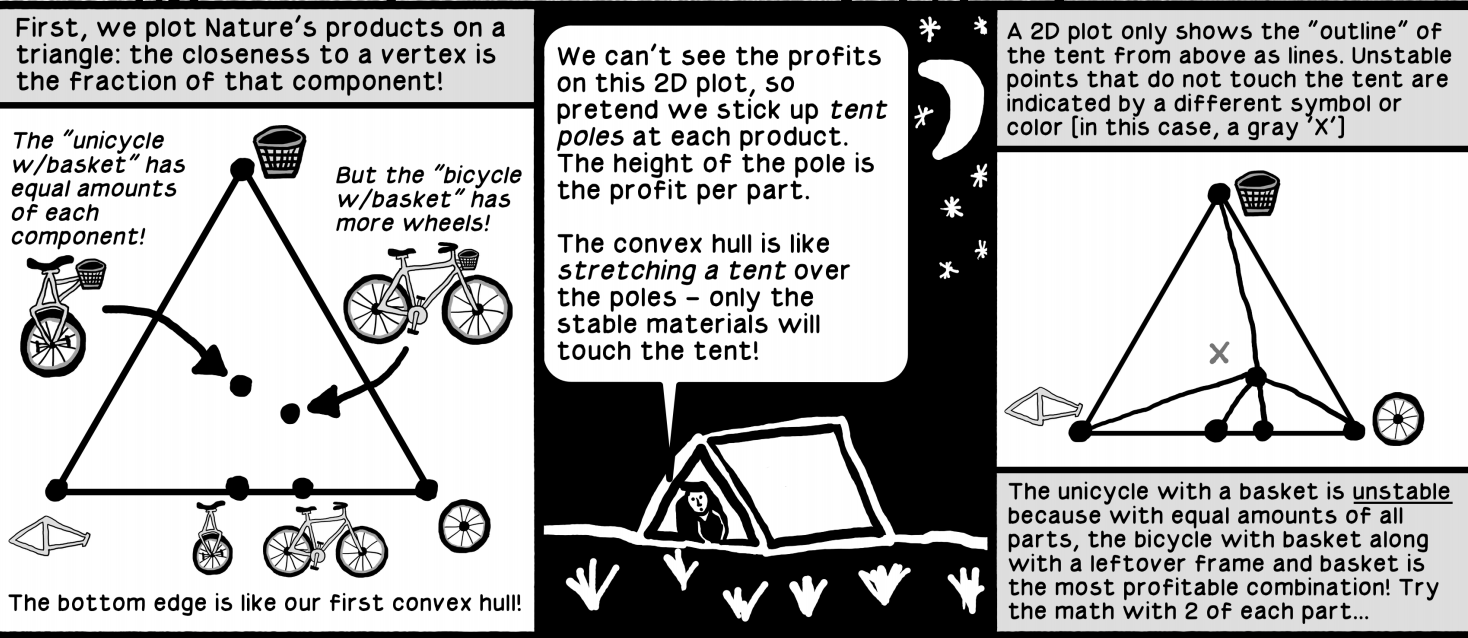 First, we plot Nature's products on a
triangle: the closeness to a vertex is
the fraction of that component!
The "unicycle
w/basket" has
equal amounts
of each
component!
But the "bicycle
w/basket" has
more wheels!
The bottom edge is like our first convex hull!
We can't see the profits
on this 2D plot, so
pretend we stick up tent
poles at each product.
The height of the pole is
the profit per part.
The convex hull is like
stretching a tent over
the poles – only the
stable materials will
touch the tent!
A 2D plot only shows the "outline" of
the tent from above as lines. Unstable
points that do not touch the tent are
indicated by a different symbol or
color [in this case, a gray 'X']
X
The unicycle with a basket is unstable
because with equal amounts of all
parts, the bicycle with basket along
with a leftover frame and basket is
the most profitable combination! Try
the math with 2 of each part...